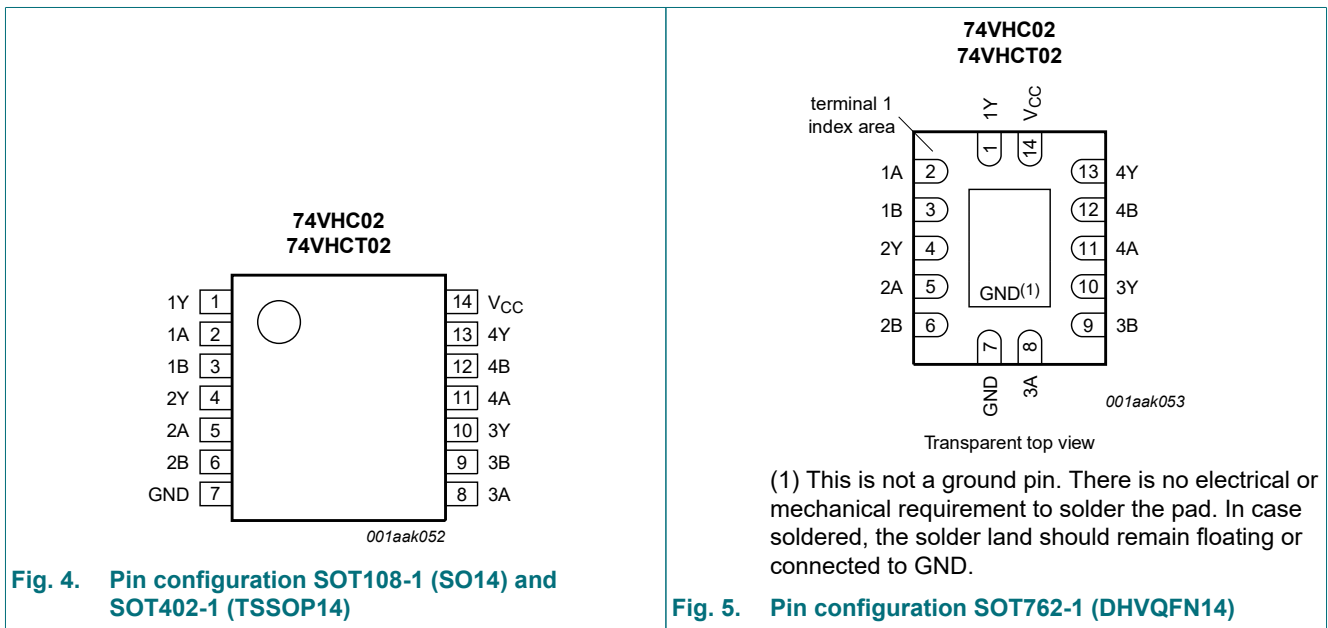 74VHC02
74VHCT02
1Y 1
1A 2
1B 3
2Y 4
2A 5
2B 6
GND 7
14 VCC
13 4Y
12 4B
11 4A
10 3Y
9 3B
8 3A
001aak052
Fig. 4. Pin configuration SOT108-1 (SO14) and
SOT402-1 (TSSOP14)
74VHC02
74VHCT02
terminal 1
index area
1Y VCC
1 14
1A 2
1B 3
2Y 4
2A 5
2B 6
13 4Y
12 4B
11 4A
10 3Y
9 3B
GND(1)
7 8
GND 3A
001aak053
Transparent top view
(1) This is not a ground pin. There is no electrical or
mechanical requirement to solder the pad. In case
soldered, the solder land should remain floating or
connected to GND.
Fig. 5. Pin configuration SOT762-1 (DHVQFN14)